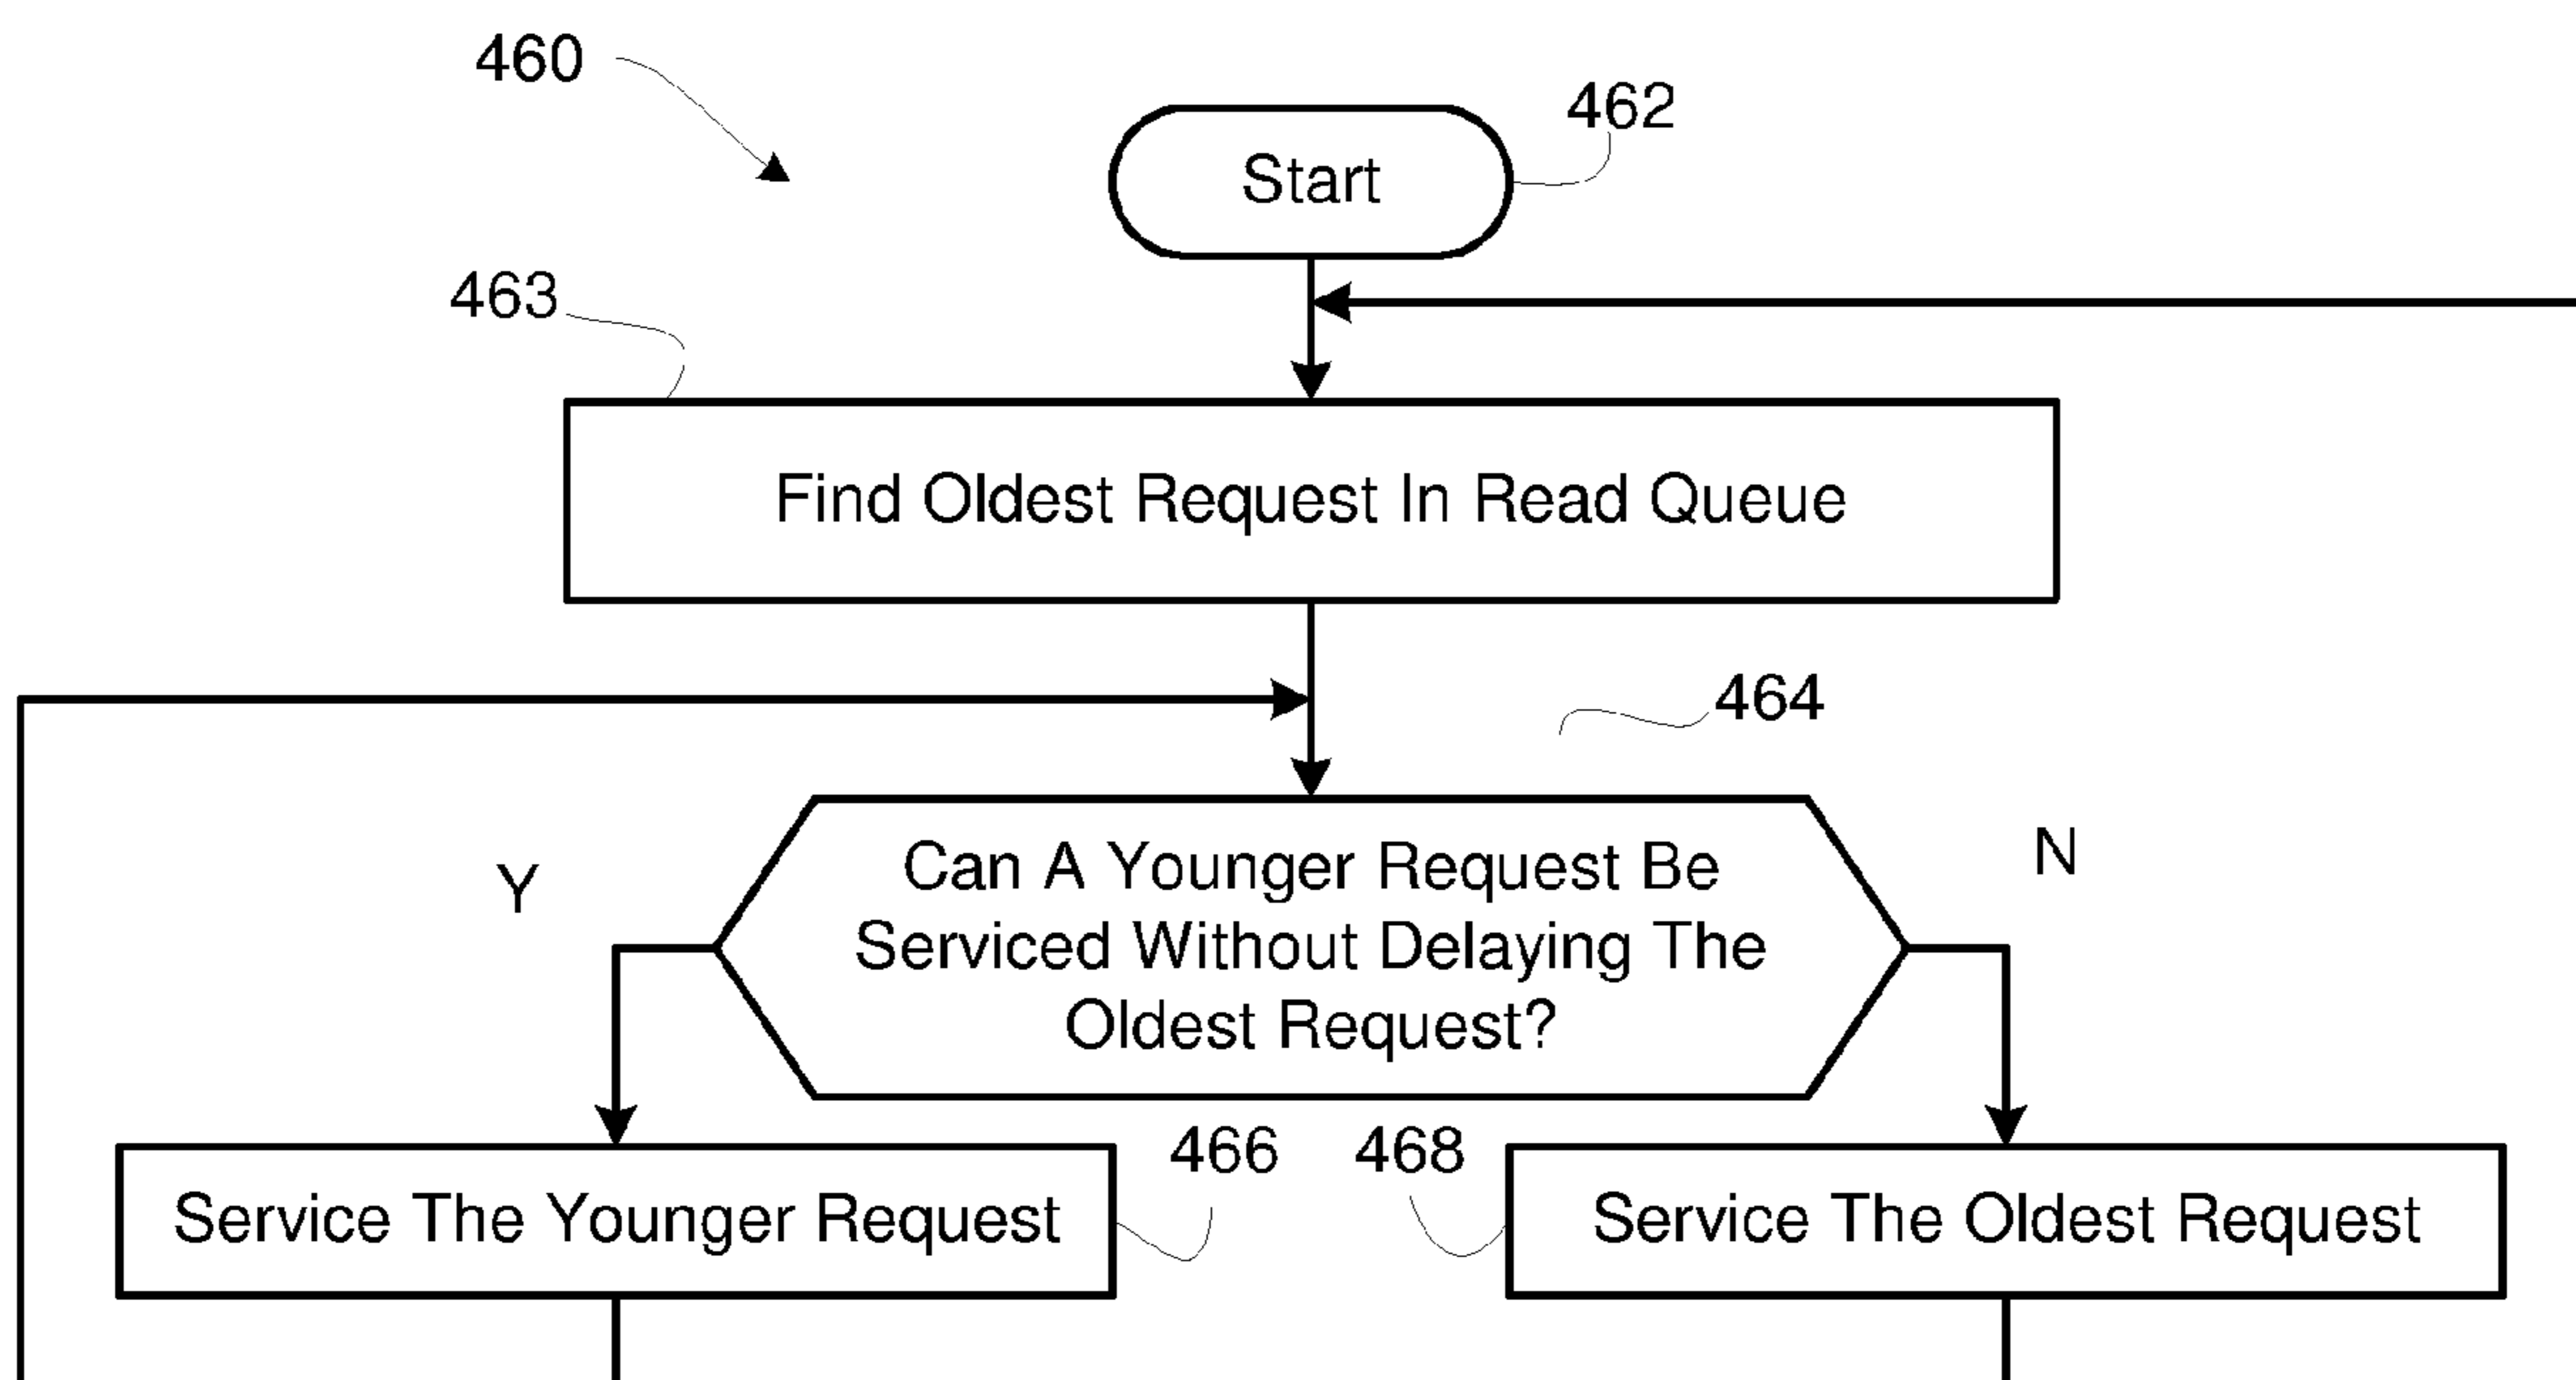 460
462
Start
463
Find Oldest Request In Read Queue
464
Can A Younger Request Be
Serviced Without Delaying The
Oldest Request?
Y
N
466
468
Service The Younger Request
Service The Oldest Request